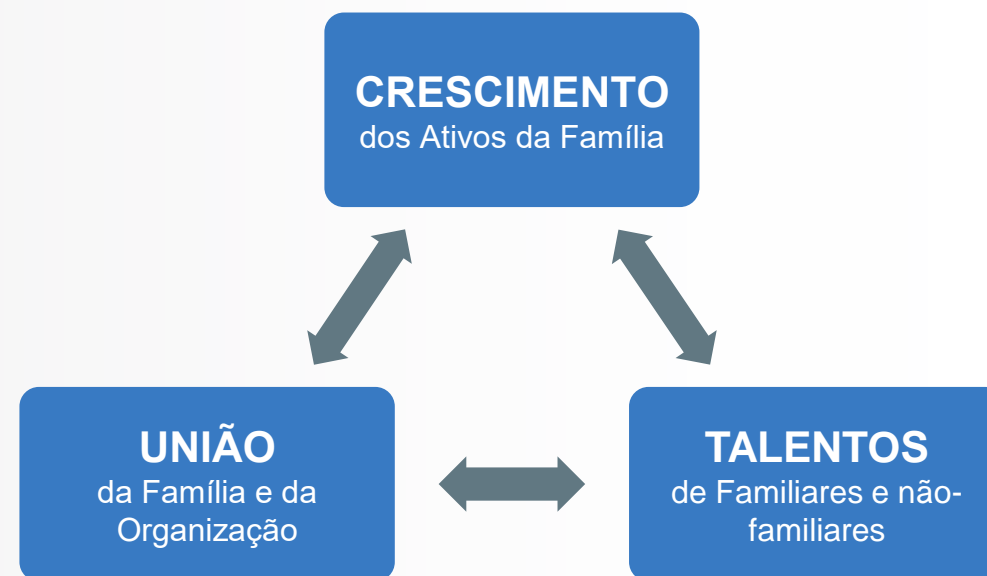 CRESCIMENTO
dos Ativos da Família
UNIÃO
da Família e da
Organização
TALENTOS
de Familiares e não-
familiares